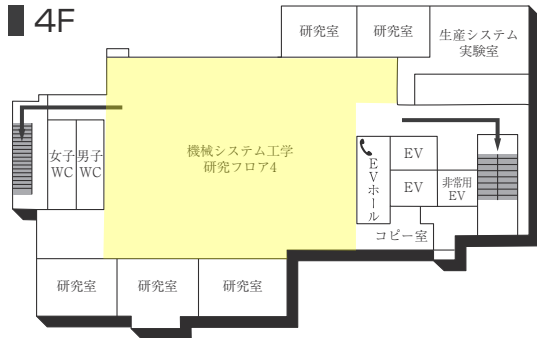 4F
研究室
研究室
生産システム
実験室
女子
WC
男子
WC
機械システム工学
研究フロア4
EVホール
EV
EV
非常用
EV
コピー室
研究室
研究室
研究室